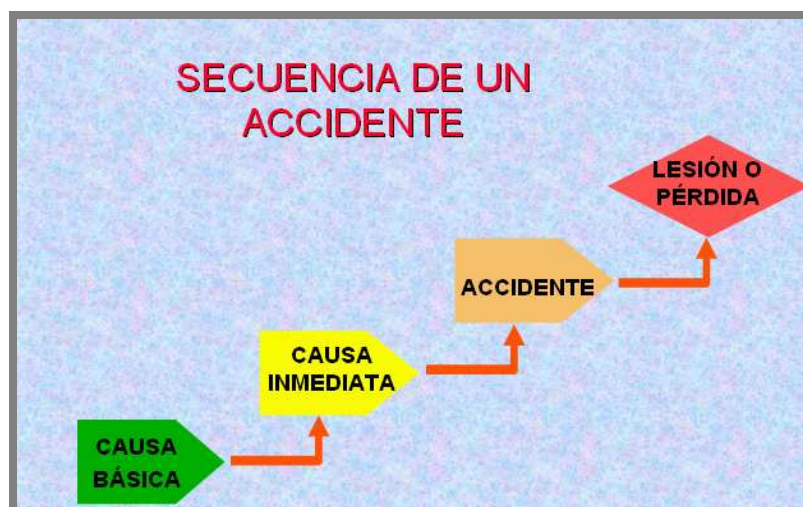 SECUENCIA DE UN
ACCIDENTE
LESIÓN O
PÉRDIDA
ACCIDENTE
CAUSA
INMEDIATA
CAUSA
BÁSICA